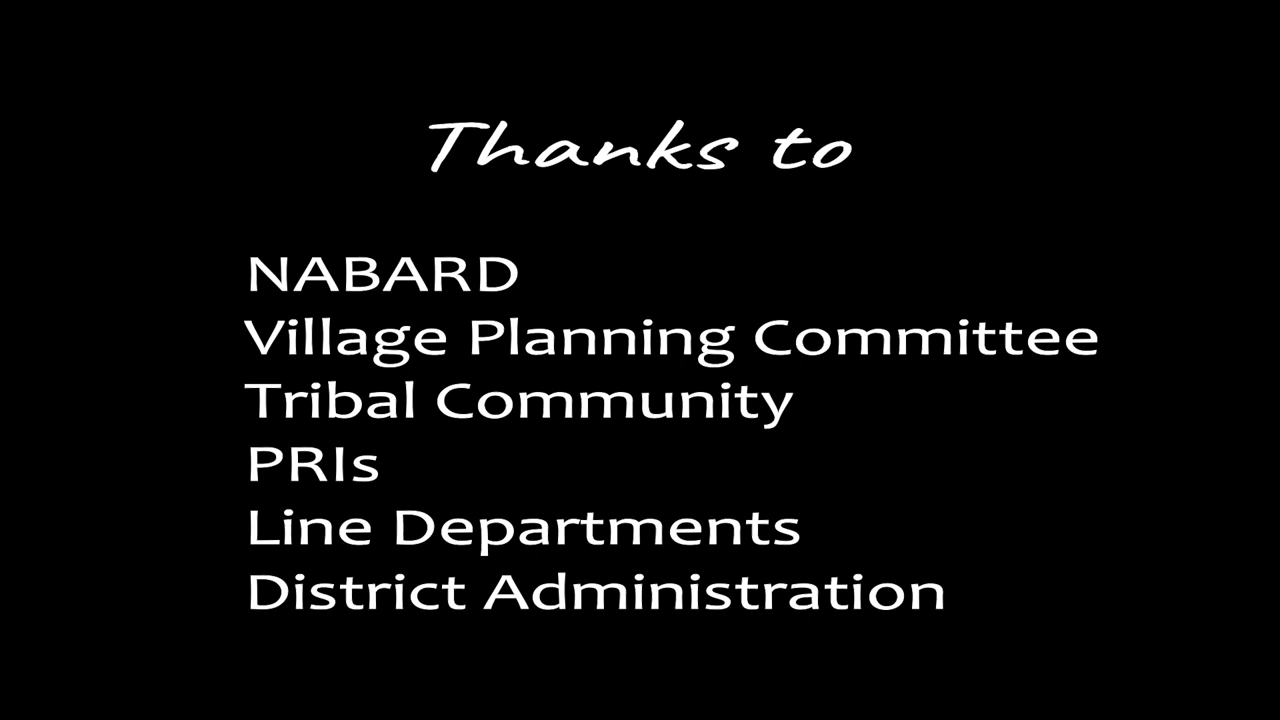 Thanks to
NABARD
Village Planning Committee
Tribal Community
PRIs
Line Departments
District Administration